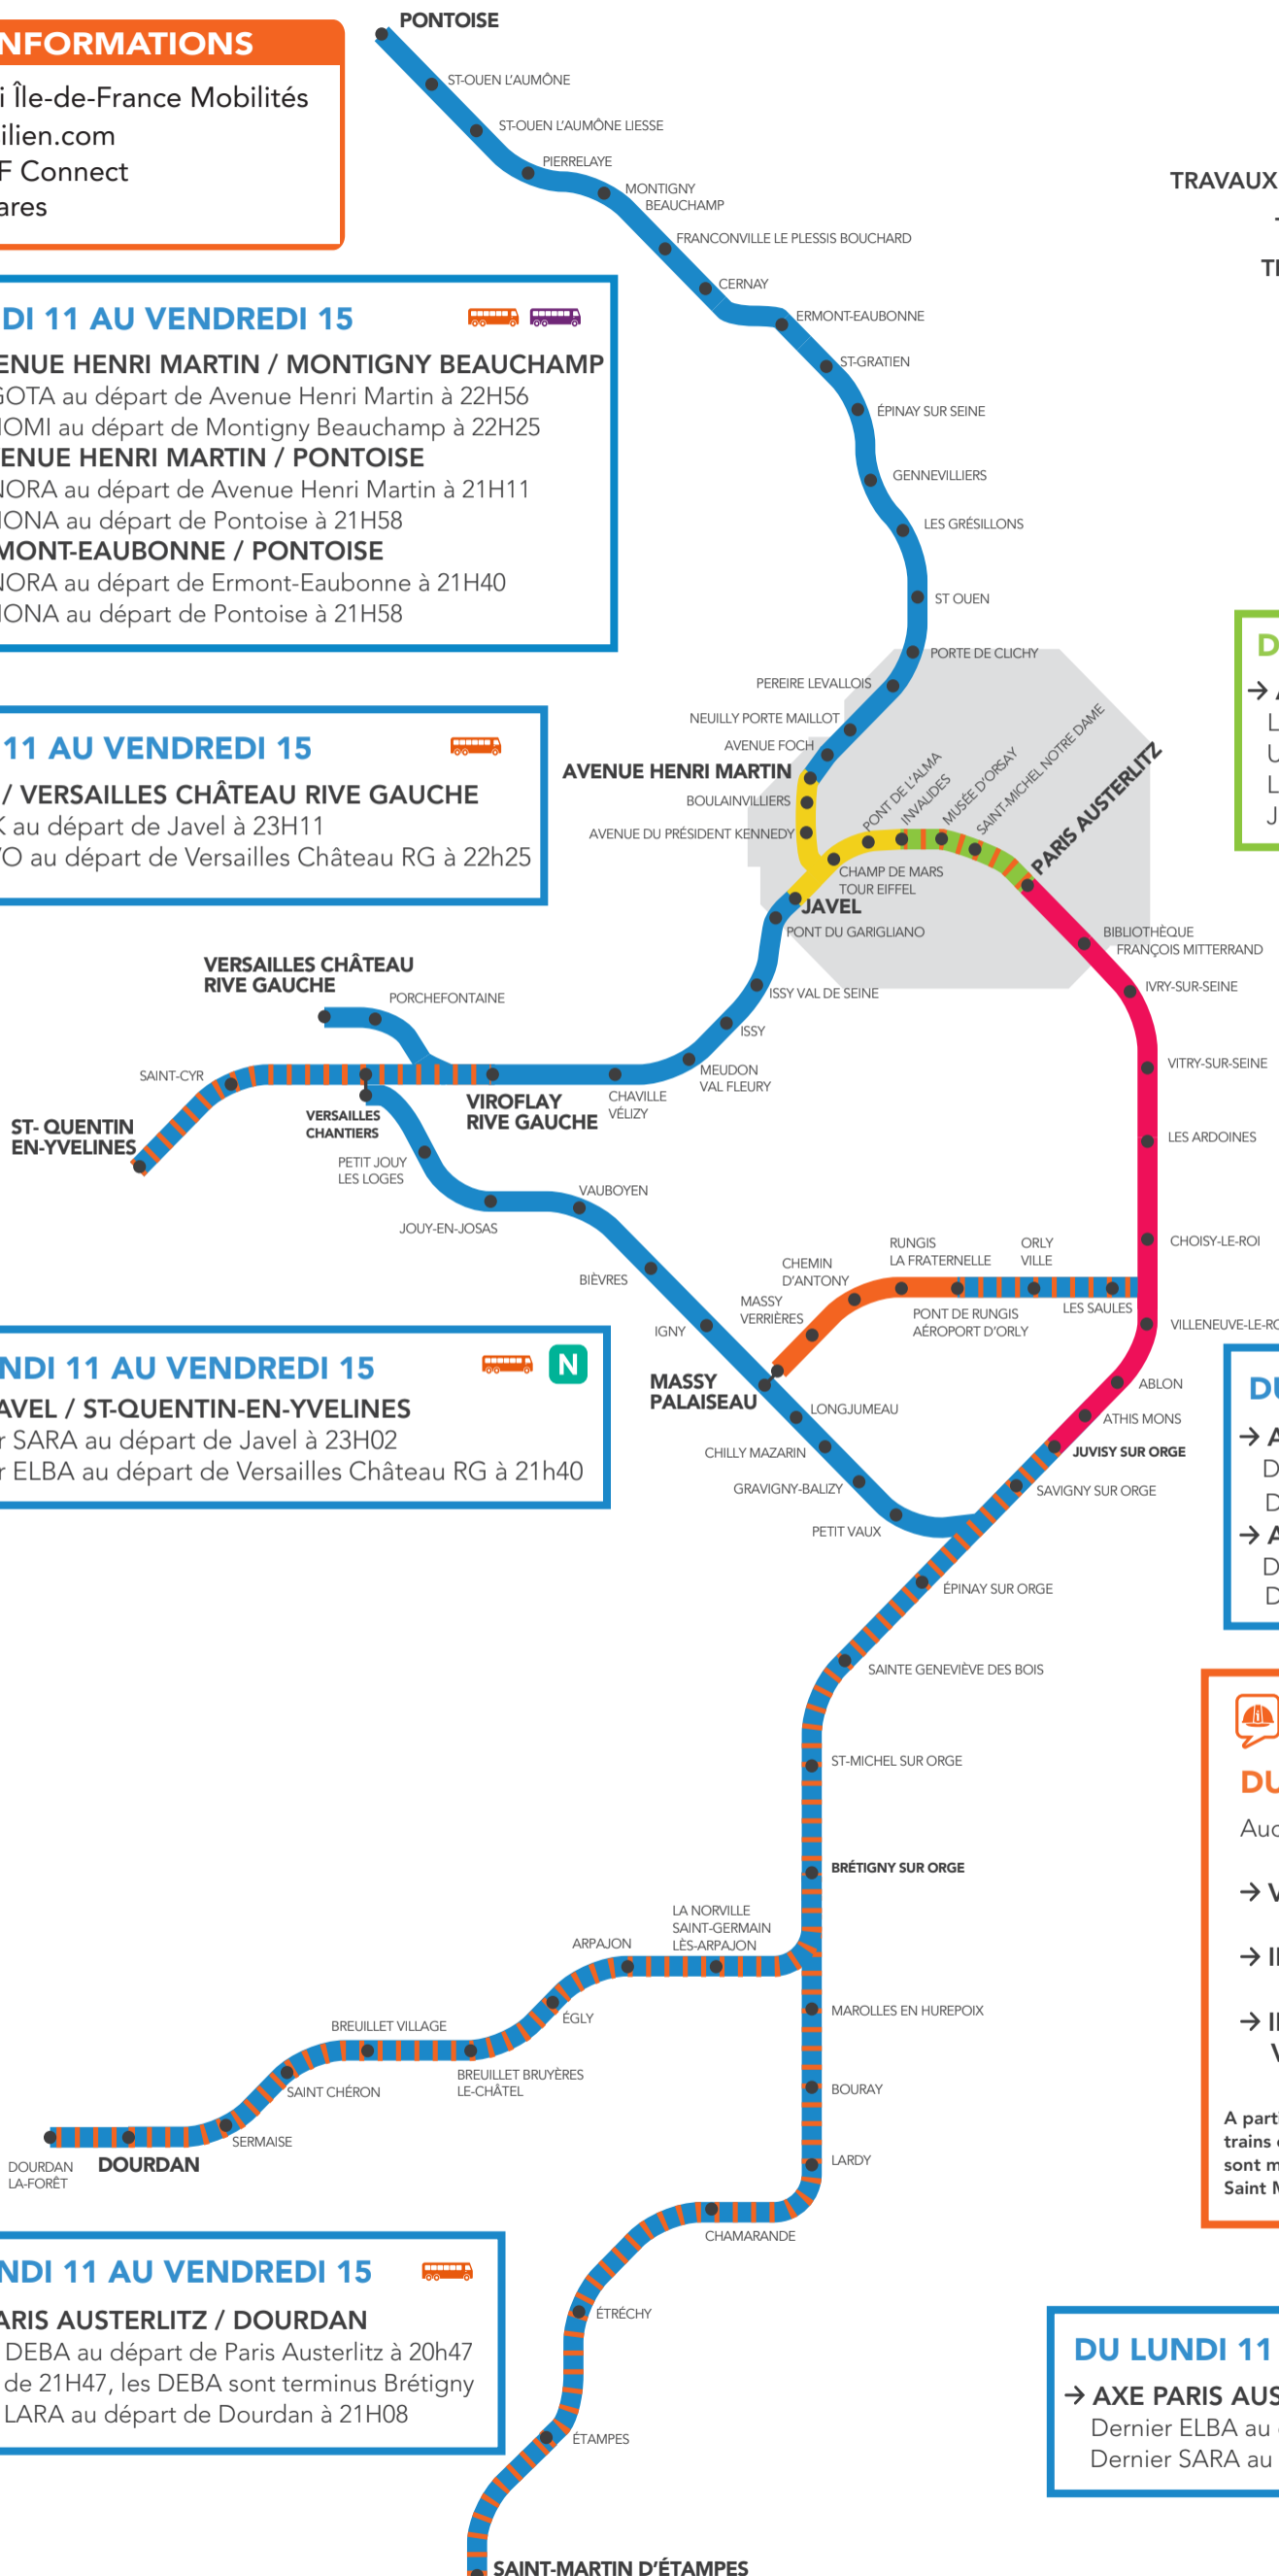 PONTOISE
NFORMATIONS
i Île-de-France Mobilités
ilien.com
F Connect
ares
ST-OUEN L'AUMÔNE
ST-OUEN L'AUMÔNE LIESSE
PIERRELAYE
MONTIGNY
BEAUCHAMP
FRANCONVILLE LE PLESSIS BOUCHARD
CERNAY
ERMONT-EAUBONNE
ST-GRATIEN
ÉPINAY SUR SEINE
GENNEVILLIERS
LES GRÉSILLONS
ST OUEN
PORTE DE CLICHY
PEREIRE LEVALLOIS
NEUILLY PORTE MAILLOT
AVENUE FOCH
AVENUE HENRI MARTIN
BOULAINVILLIERS
AVENUE DU PRÉSIDENT KENNEDY
TRAVAUX
DI 11 AU VENDREDI 15
ENUE HENRI MARTIN / MONTIGNY BEAUCHAMP
GOTA au départ de Avenue Henri Martin à 22H56
OMI au départ de Montigny Beauchamp à 22H25
ENUE HENRI MARTIN / PONTOISE
NORA au départ de Avenue Henri Martin à 21H11
IONA au départ de Pontoise à 21H58
MONT-EAUBONNE / PONTOISE
NORA au départ de Ermont-Eaubonne à 21H40
IONA au départ de Pontoise à 21H58
11 AU VENDREDI 15
/ VERSAILLES CHÂTEAU RIVE GAUCHE
K au départ de Javel à 23H11
O au départ de Versailles Château RG à 22h25
PONT DE L'ALMA
INVALIDES
MUSÉE D'ORSAY
SAINT-MICHEL NOTRE DAME
PARIS AUSTERLITZ
CHAMP DE MARS
TOUR EIFFEL
JAVEL
PONT DU GARIGLIANO
ISSY VAL DE SEINE
ISSY
MEUDON
VAL FLEURY
CHAVILLE
VÉLIZY
VIROFLAY
RIVE GAUCHE
VERSAILLES CHÂTEAU
RIVE GAUCHE
PORCHEFONTAINE
SAINT-CYR
ST- QUENTIN
EN-YVELINES
VERSAILLES
CHANTIERS
PETIT JOUY
LES LOGES
JOUY-EN-JOSAS
VAUBOYEN
BIÈVRES
IGNY
MASSY
PALAISEAU
LONGJUMEAU
CHILLY MAZARIN
GRAVIGNY-BALIZY
PETIT VAUX
MASSY
VERRIÈRES
CHEMIN
D'ANTONY
RUNGIS
LA FRATERNELLE
PONT DE RUNGIS
AÉROPORT D'ORLY
ORLY
VILLE
LES SAULES
BIBLIOTHÈQUE
FRANÇOIS MITTERRAND
IVRY-SUR-SEINE
VITRY-SUR-SEINE
LES ARDOINES
CHOISY-LE-ROI
VILLENEUVE-LE-RO
ABLON
ATHIS MONS
JUVISY SUR ORGE
SAVIGNY SUR ORGE
ÉPINAY SUR ORGE
SAINTE GENEVIÈVE DES BOIS
ST-MICHEL SUR ORGE
BRÉTIGNY SUR ORGE
NDI 11 AU VENDREDI 15
N
AVEL / ST-QUENTIN-EN-YVELINES
r SARA au départ de Javel à 23H02
r ELBA au départ de Versailles Château RG à 21h40
DU
DU
Auc
A parti
trains
sont m
Saint M
LA NORVILLE
SAINT-GERMAIN
LÈS-ARPAJON
ARPAJON
ÉGLY
BREUILLET VILLAGE
BREUILLET BRUYÈRES
LE-CHÂTEL
SAINT CHÉRON
SERMAISE
DOURDAN
DOURDAN
LA-FORÊT
MAROLLES EN HUREPOIX
BOURAY
LARDY
CHAMARANDE
ÉTRÉCHY
ÉTAMPES
SAINT-MARTIN D'ÉTAMPES
NDI 11 AU VENDREDI 15
ARIS AUSTERLITZ / DOURDAN
DEBA au départ de Paris Austerlitz à 20h47
de 21H47, les DEBA sont terminus Brétigny
LARA au départ de Dourdan à 21H08
DU LUNDI 11
→ AXE PARIS AUS
Dernier ELBA au
Dernier SARA au